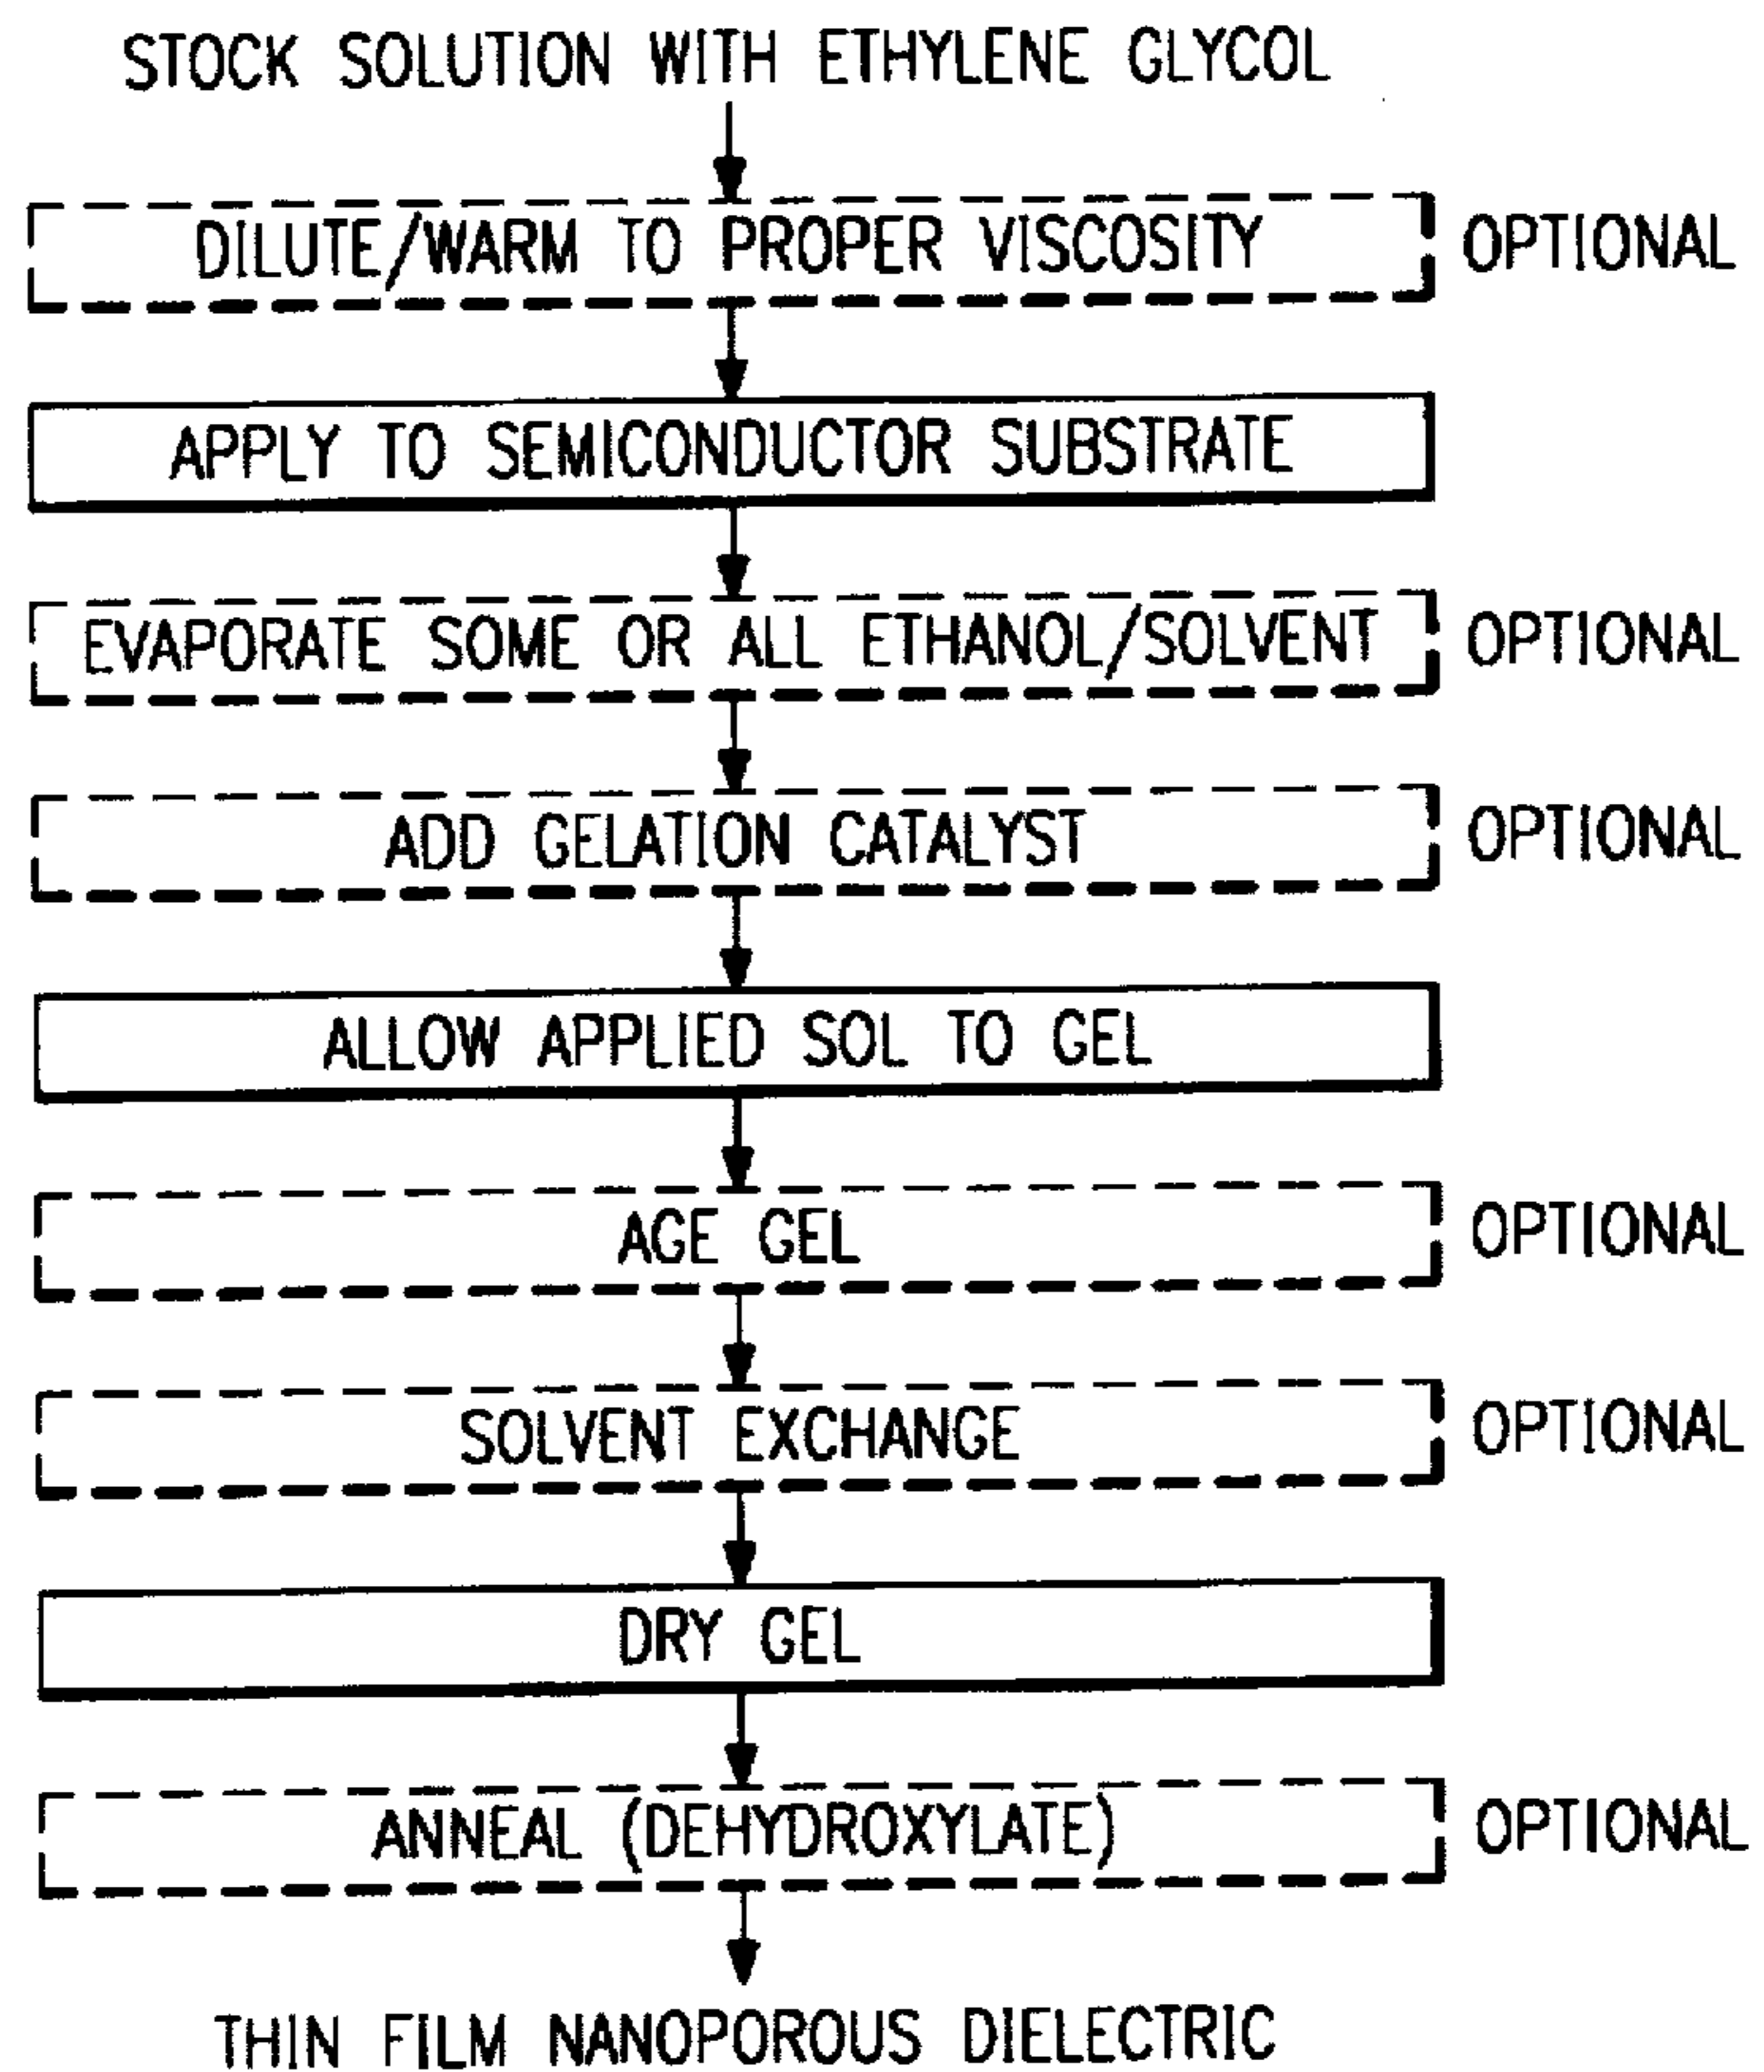 STOCK SOLUTION WITH ETHYLENE GLYCOL
DILUTE/WARM TO PROPER VISCOSITY OPTIONAL
APPLY TO SEMICONDUCTOR SUBSTRATE
EVAPORATE SOME OR ALL ETHANOL/SOLVENT OPTIONAL
ADD GELATION CATALYST OPTIONAL
ALLOW APPLIED SOL TO GEL
AGE GEL OPTIONAL
SOLVENT EXCHANGE OPTIONAL
DRY GEL
ANNEAL (DEHYDROXYLATE) OPTIONAL
THIN FILM NANOPOROUS DIELECTRIC